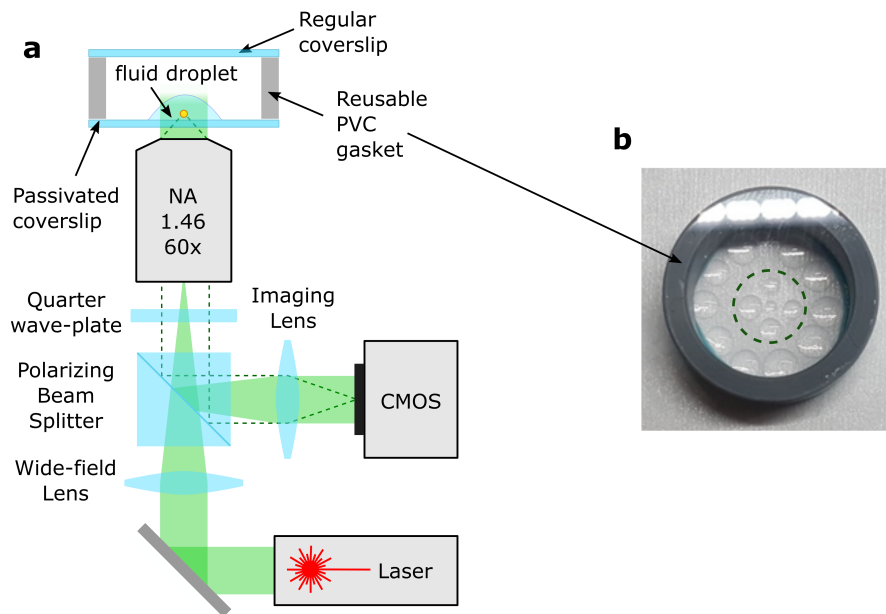 a
Regular
coverslip
fluid droplet
Reusable
PVC
gasket
Passivated
coverslip
NA
1.46
60x
Quarter
wave-plate
Imaging
Lens
Polarizing
Beam
Splitter
CMOS
Wide-field
Lens
Laser
b